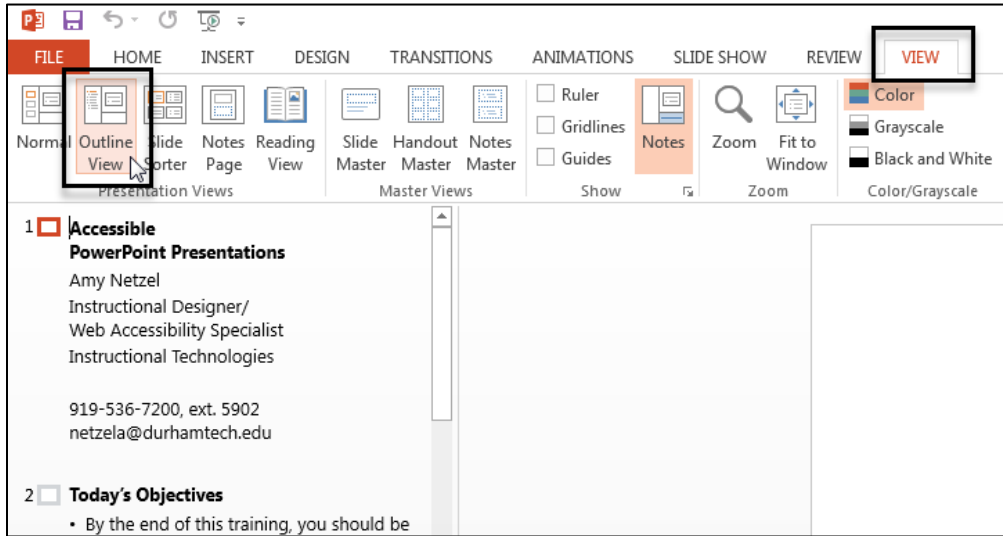 FILE HOME INSERT DESIGN TRANSITIONS ANIMATIONS SLIDE SHOW REVIEW VIEW
Normal Outline View Slide Sorter Notes Page Reading View
Presentation Views
Slide Master Handout Master Notes Master
Master Views
Ruler
Gridlines
Guides
Notes
Show
Zoom Fit to Window
Zoom
Color
Grayscale
Black and White
Color/Grayscale
1 Accessible
PowerPoint Presentations
Amy Netzel
Instructional Designer/
Web Accessibility Specialist
Instructional Technologies
919-536-7200, ext. 5902
netzela@durhamtech.edu
2 Today's Objectives
• By the end of this training, you should be